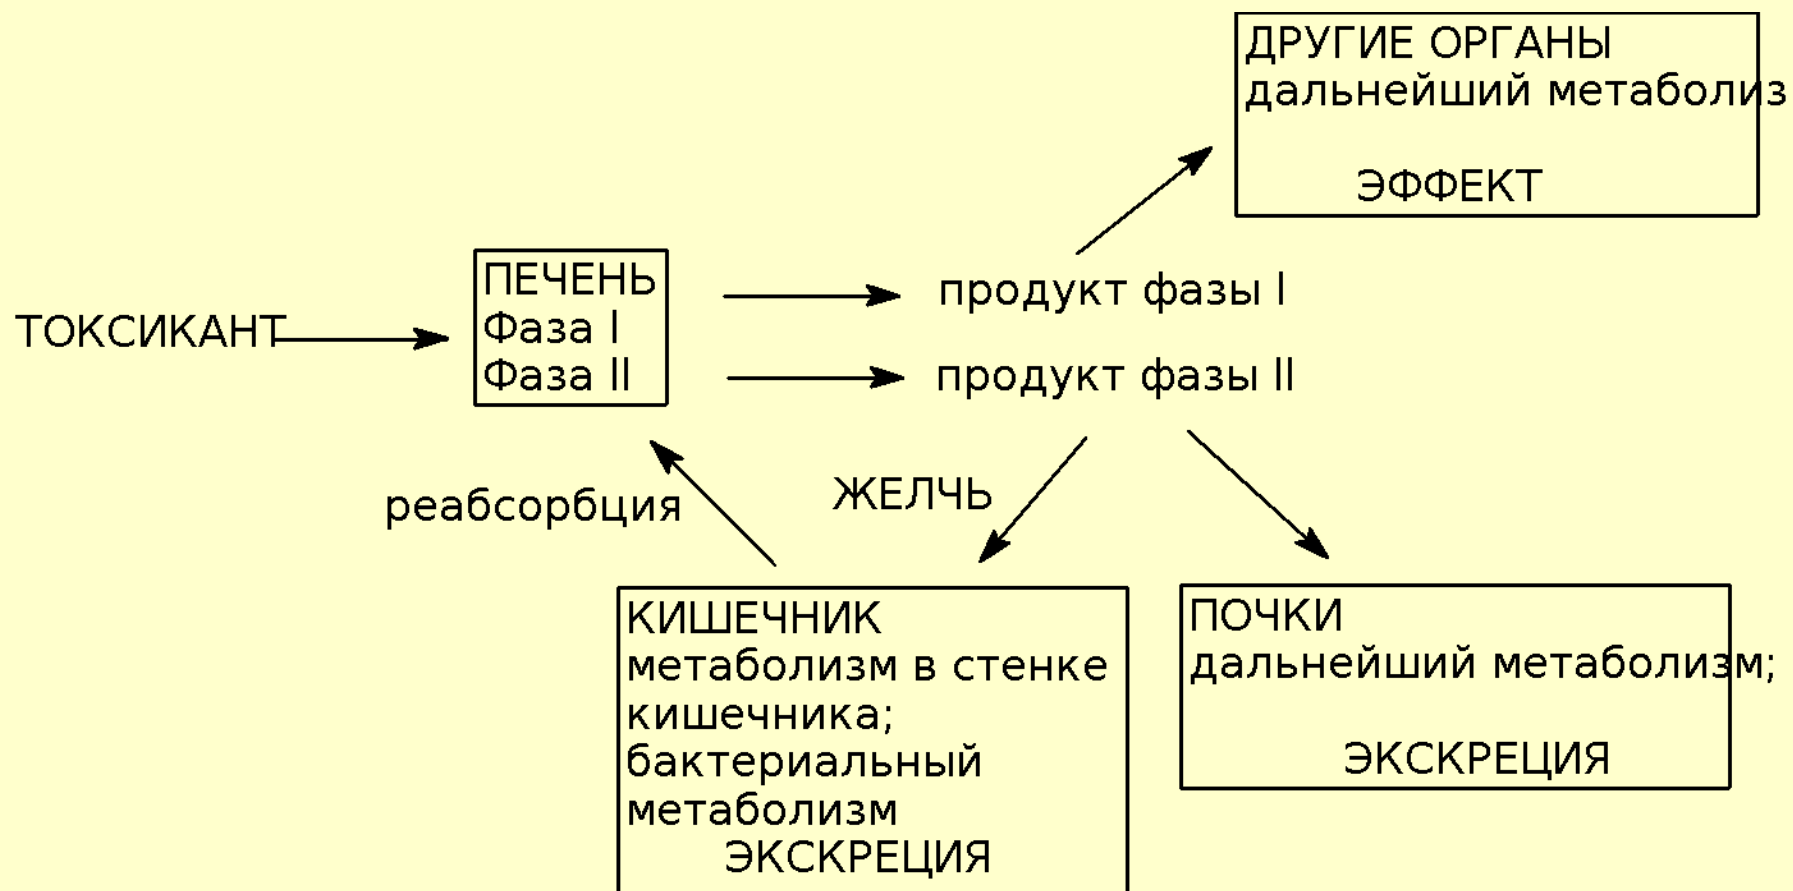 ДРУГИЕ ОРГАНЫ
дальнейший метаболиз
ЭФФЕКТ
ПЕЧЕНЬ
Фаза I
Фаза II
ТОКСИКАНТ
продукт фазы I
продукт фазы II
реабсорбция
ЖЕЛЧЬ
КИШЕЧНИК
метаболизм в стенке
кишечника;
бактериальный
метаболизм
ЭКСКРЕЦИЯ
ПОЧКИ
дальнейший метаболизм;
ЭКСКРЕЦИЯ